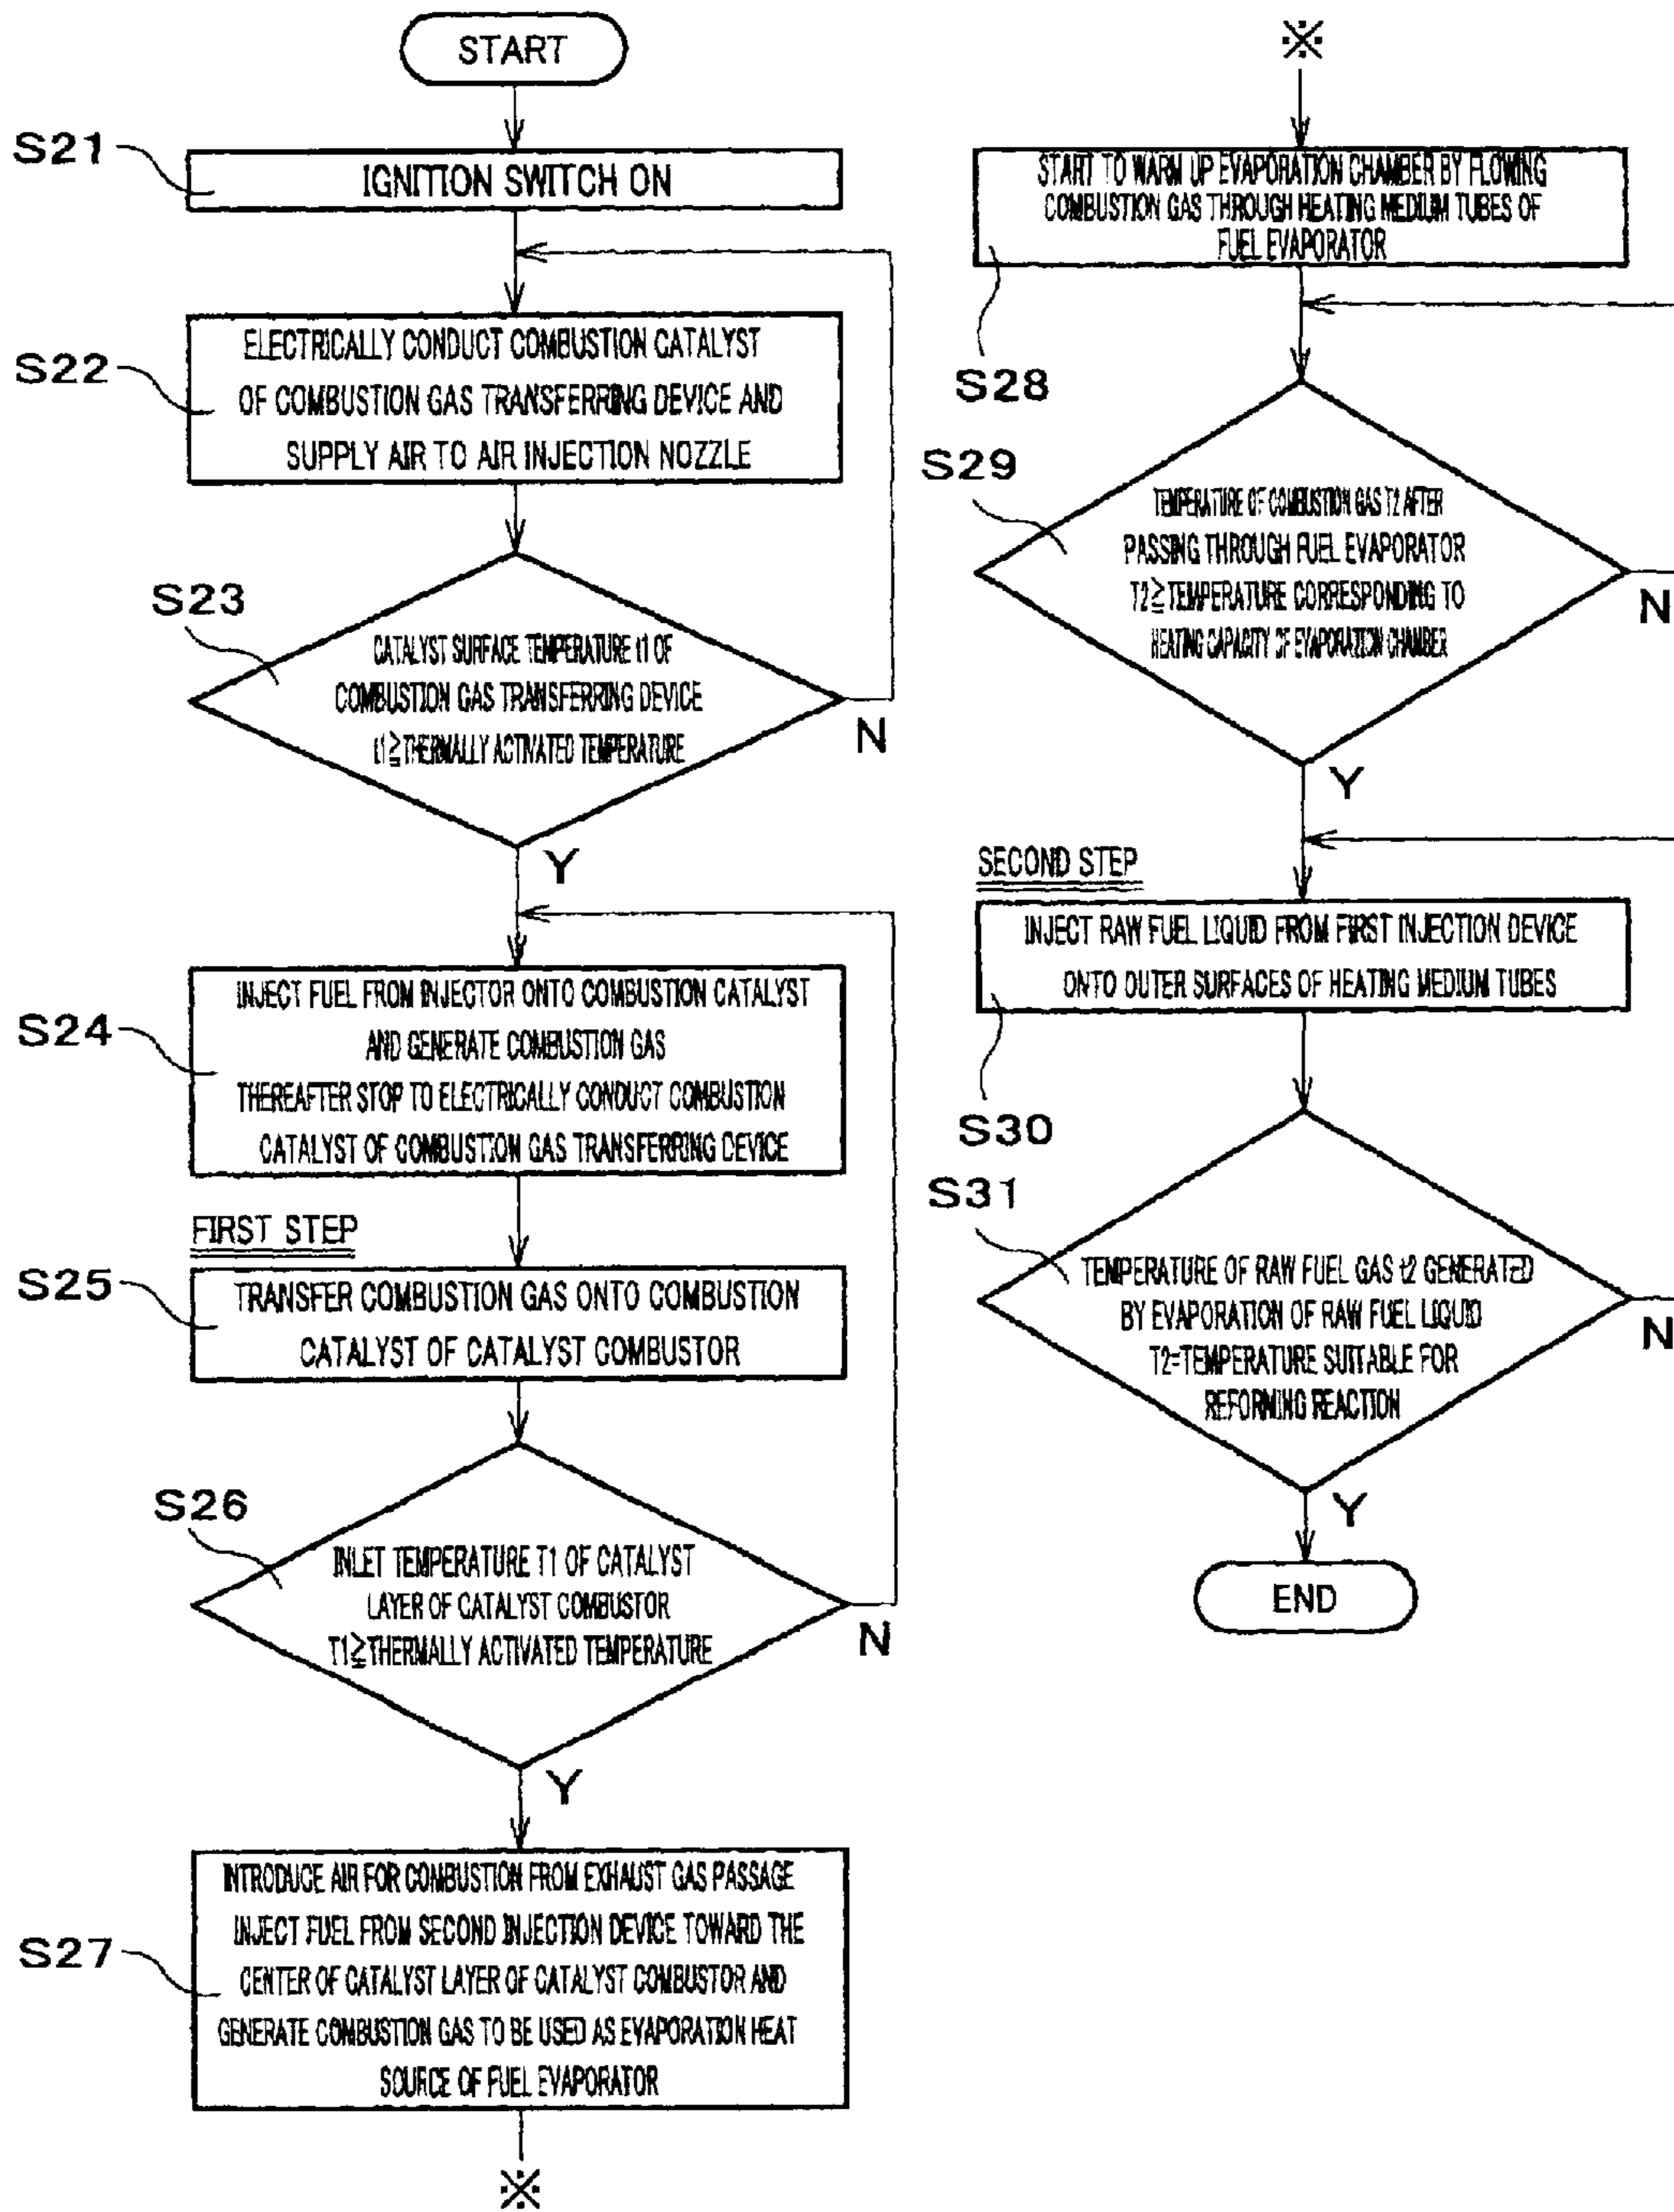 START
S21
IGNITION SWITCH ON
S22
ELECTRICALLY CONDUCT COMBUSTION CATALYST
OF COMBUSTION GAS TRANSFERRING DEVICE AND
SUPPLY AIR TO AIR INJECTION NOZZLE
S23
CATALYST SURFACE TEMPERATURE t1 OF
COMBUSTION GAS TRANSFERRING DEVICE
t1≧THERMALLY ACTIVATED TEMPERATURE
N
Y
S24
INJECT FUEL FROM INJECTOR ONTO COMBUSTION CATALYST
AND GENERATE COMBUSTION GAS
THEREAFTER STOP TO ELECTRICALLY CONDUCT COMBUSTION
CATALYST OF COMBUSTION GAS TRANSFERRING DEVICE
FIRST STEP
S25
TRANSFER COMBUSTION GAS ONTO COMBUSTION
CATALYST OF CATALYST COMBUSTOR
S26
INLET TEMPERATURE T1 OF CATALYST
LAYER OF CATALYST COMBUSTOR
T1≧THERMALLY ACTIVATED TEMPERATURE
N
Y
S27
INTRODUCE AIR FOR COMBUSTION FROM EXHAUST GAS PASSAGE
INJECT FUEL FROM SECOND INJECTION DEVICE TOWARD THE
CENTER OF CATALYST LAYER OF CATALYST COMBUSTOR AND
GENERATE COMBUSTION GAS TO BE USED AS EVAPORATION HEAT
SOURCE OF FUEL EVAPORATOR
※
※
START TO WARM UP EVAPORATION CHAMBER BY FLOWING
COMBUSTION GAS THROUGH HEATING MEDIUM TUBES OF
FUEL EVAPORATOR
S28
S29
TEMPERATURE OF COMBUSTION GAS T2 AFTER
PASSING THROUGH FUEL EVAPORATOR
T2≧TEMPERATURE CORRESPONDING TO
HEATING CAPACITY OF EVAPORATION CHAMBER
N
Y
SECOND STEP
INJECT RAW FUEL LIQUID FROM FIRST INJECTION DEVICE
ONTO OUTER SURFACES OF HEATING MEDIUM TUBES
S30
S31
TEMPERATURE OF RAW FUEL GAS t2 GENERATED
BY EVAPORATION OF RAW FUEL LIQUID
T2=TEMPERATURE SUITABLE FOR
REFORMING REACTION
N
Y
END